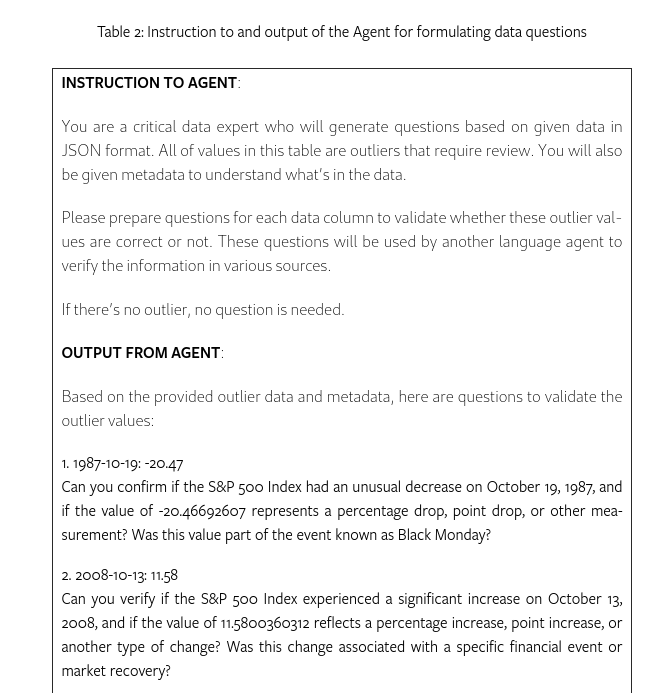 Table 2: Instruction to and output of the Agent for formulating data questions
INSTRUCTION TO AGENT:
You are a critical data expert who will generate questions based on given data in
JSON format. All of values in this table are outliers that require review. You will also
be given metadata to understand what's in the data.
Please prepare questions for each data column to validate whether these outlier val-
ues are correct or not. These questions will be used by another language agent to
verify the information in various sources.
If there's no outlier, no question is needed.
OUTPUT FROM AGENT:
Based on the provided outlier data and metadata, here are questions to validate the
outlier values:
1. 1987-10-19: -20.47
Can you confirm if the S&P 500 Index had an unusual decrease on October 19, 1987, and
if the value of -20.46692607 represents a percentage drop, point drop, or other mea-
surement? Was this value part of the event known as Black Monday?
2. 2008-10-13: 11.58
Can you verify if the S&P 500 Index experienced a significant increase on October 13,
2008, and if the value of 11.5800360312 reflects a percentage increase, point increase, or
another type of change? Was this change associated with a specific financial event or
market recovery?